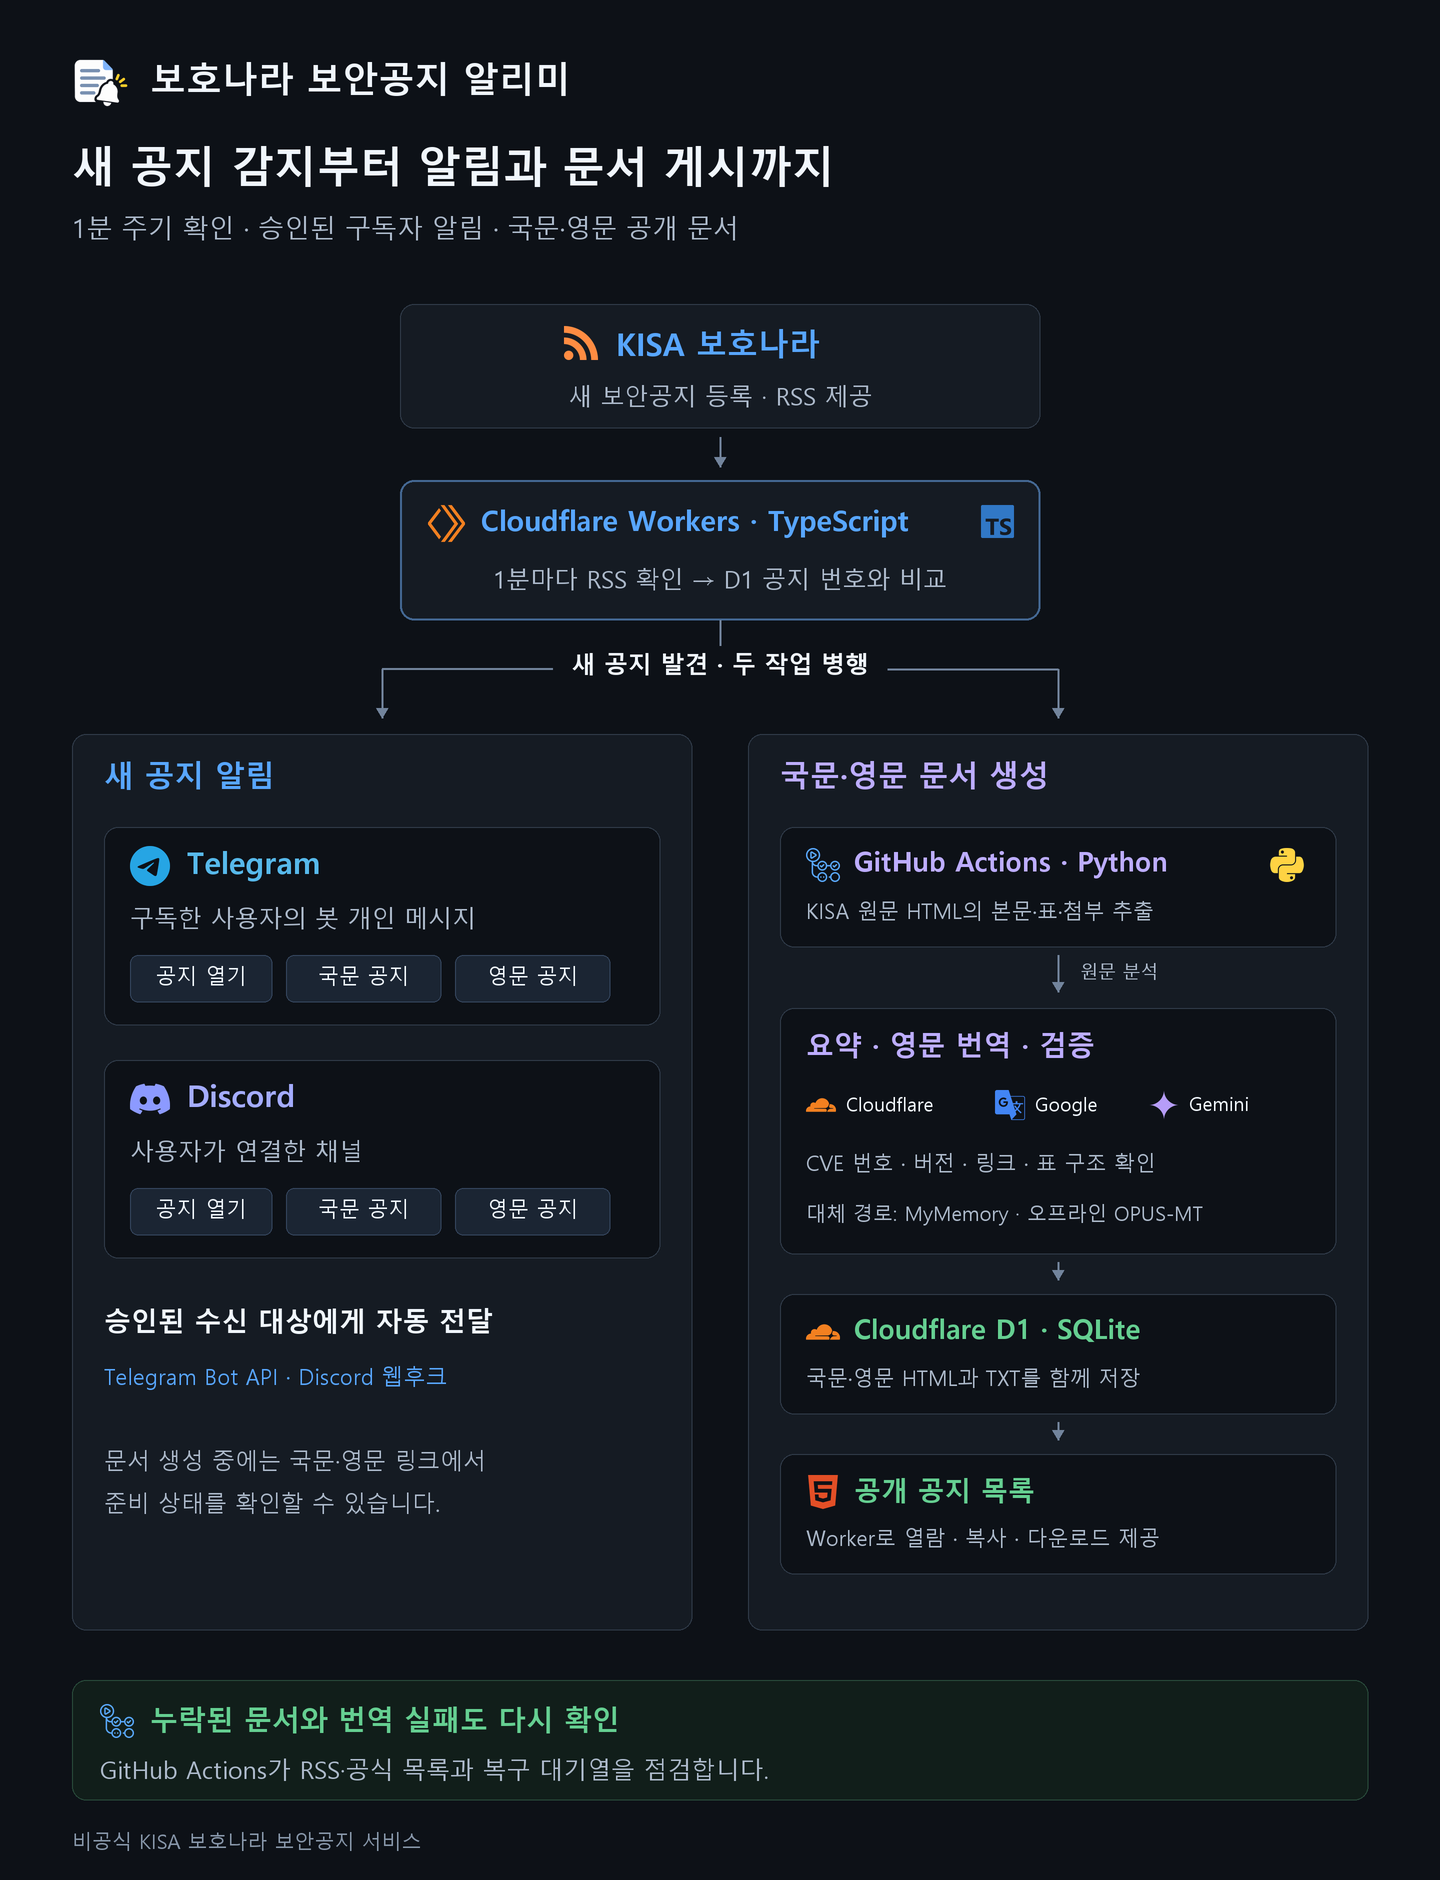 보호나라 보안공지 알리미
새 공지 감지부터 알림과 문서 게시까지
1분 주기 확인 · 승인된 구독자 알림 · 국문·영문 공개 문서
KISA 보호나라
새 보안공지 등록 · RSS 제공
Cloudflare Workers · TypeScript
TS
1분마다 RSS 확인 → D1 공지 번호와 비교
새 공지 발견 · 두 작업 병행
새 공지 알림
Telegram
구독한 사용자의 봇 개인 메시지
공지 열기
국문 공지
영문 공지
Discord
사용자가 연결한 채널
공지 열기
국문 공지
영문 공지
승인된 수신 대상에게 자동 전달
Telegram Bot API · Discord 웹후크
문서 생성 중에는 국문·영문 링크에서
준비 상태를 확인할 수 있습니다.
국문·영문 문서 생성
GitHub Actions · Python
KISA 원문 HTML의 본문·표·첨부 추출
원문 분석
요약 · 영문 번역 · 검증
Cloudflare
Google
Gemini
CVE 번호 · 버전 · 링크 · 표 구조 확인
대체 경로: MyMemory · 오프라인 OPUS-MT
Cloudflare D1 · SQLite
국문·영문 HTML과 TXT를 함께 저장
공개 공지 목록
Worker로 열람 · 복사 · 다운로드 제공
누락된 문서와 번역 실패도 다시 확인
GitHub Actions가 RSS·공식 목록과 복구 대기열을 점검합니다.
비공식 KISA 보호나라 보안공지 서비스